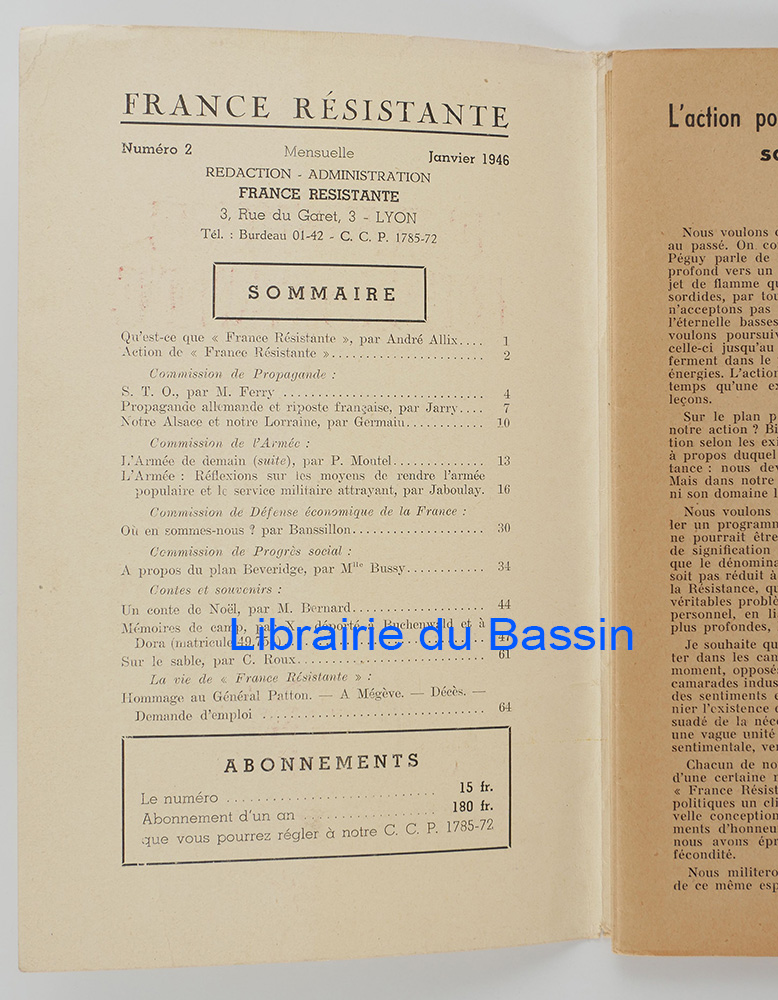 FRANCE RÉSISTANTE
Numéro 2 Mensuelle Janvier 1946
REDACTION - ADMINISTRATION
FRANCE RESISTANTE
3, Rue du Garet, 3 - LYON
Tél. : Burdeau 01-42 - C. C. P. 1785-72
SOMMAIRE
Qu'est-ce que « France Résistante », par André Allix.... 1
Action de « France Résistante »...................... 2
Commission de Propagande :
S. T. O., par M. Ferry ............................ 4
Propagande allemande et riposte française, par Jarry.... 7
Notre Alsace et notre Lorraine, par Germain........... 10
Commission de l'Armée :
L'Armée de demain (suite), par P. Montel.............. 13
L'Armée : Réflexions sur les moyens de rendre l'armée
populaire et le service militaire attrayant, par Jaboulay. 16
Commission de Défense économique de la France :
Où en sommes-nous ? par Banssillon.................. 30
Commission de Progrès social :
A propos du plan Beveridge, par Mlle Bussy............ 34
Contes et souvenirs :
Un conte de Noël, par M. Bernard.................... 44
Mémoires de camp, par X., déporté à Buchenwald et à
Dora (matricule 49.75.) 47
Librairie du Bassin
Sur le sable, par C. Roux............................ 61
La vie de « France Résistante » :
Hommage au Général Patton. — A Mégève. — Décès. —
Demande d'emploi .............................. 64
ABONNEMENTS
Le numéro ............................ 15 fr.
Abonnement d'un an .................. 180 fr.
que vous pourrez régler à notre C. C. P. 1785-72
L'action po
so
Nous voulons
au passé. On co
Péguy parle de
profond vers un
jet de flamme qu
sordides, par tou
n'acceptons pas
l'éternelle basses
voulons poursuiv
celle-ci jusqu'au
ferment dans le
énergies. L'action
temps qu'une ex
leçons.
Sur le plan p
notre action ? Bi
tion selon les exi
à propos duquel
tance : nous dev
Mais dans notre
ni son domaine l
Nous voulons
ler un programm
ne pourrait être
de signification
que le dénomina
soit pas réduit à
la Résistance, qu
véritables problè
personnel, en li
plus profondes,
Je souhaite qu
ter dans les cam
moment, opposé
camarades indus
des sentiments e
nier l'existence d
suadé de la néce
une vague unité
sentimentale, ver
Chacun de no
d'une certaine m
« France Résist
politiques un cli
velle conception
ments d'honneu
nous avons épr
fécondité.
Nous militero
de ce même esp